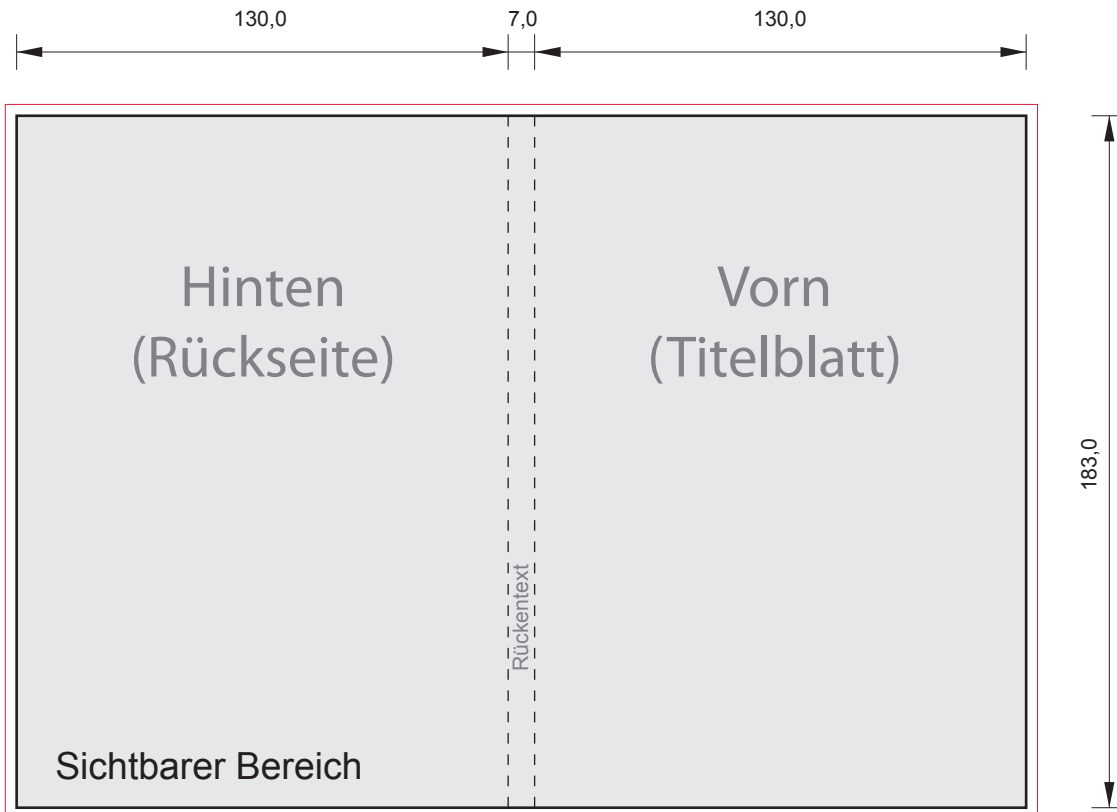 130,0
7,0
130,0
Hinten
(Rückseite)
Vorn
(Titelblatt)
183,0
Rückentext
Sichtbarer Bereich